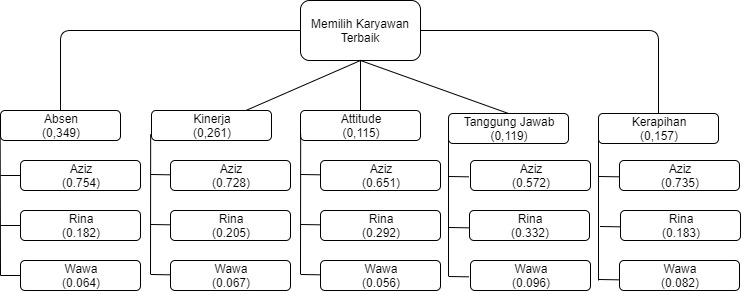 Memilih Karyawan
Terbaik
Absen
(0,349)
Kinerja
(0,261)
Attitude
(0,115)
Tanggung Jawab
(0,119)
Kerapihan
(0,157)
Aziz
(0.754)
Aziz
(0.728)
Aziz
(0.651)
Aziz
(0.572)
Aziz
(0.735)
Rina
(0.182)
Rina
(0.205)
Rina
(0.292)
Rina
(0.332)
Rina
(0.183)
Wawa
(0.064)
Wawa
(0.067)
Wawa
(0.056)
Wawa
(0.096)
Wawa
(0.082)